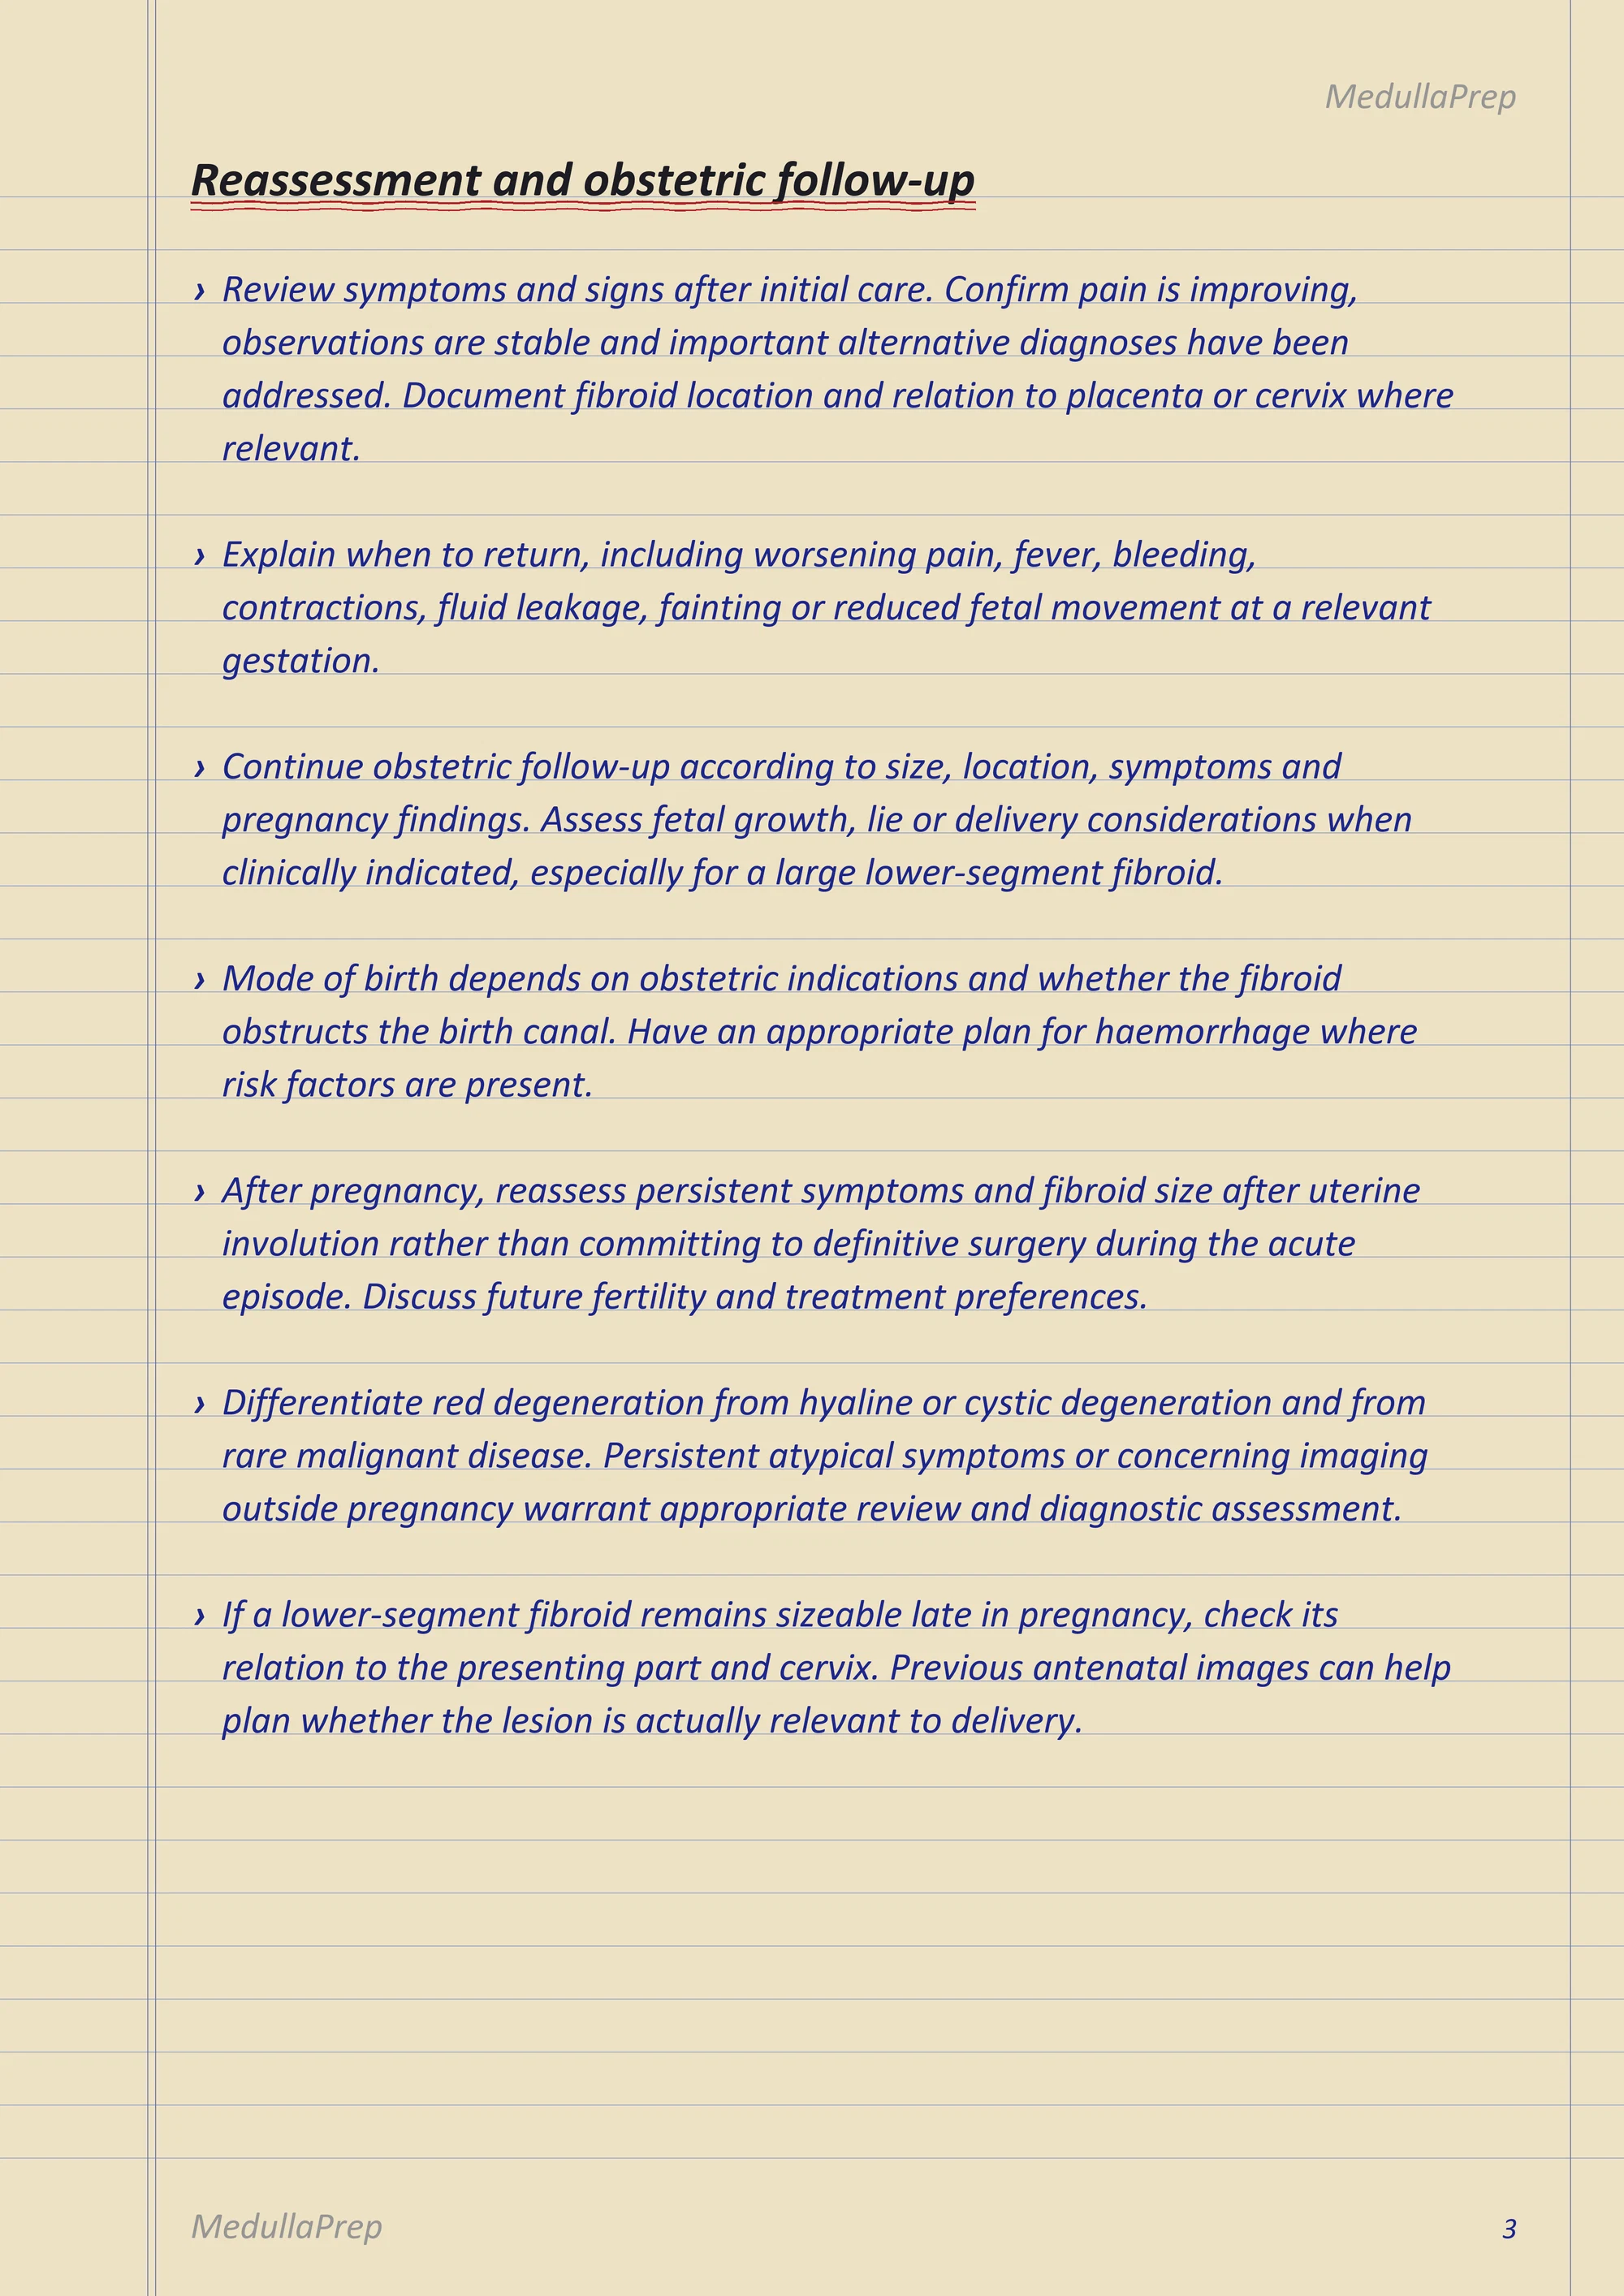 MedullaPrep
Reassessment and obstetric follow-up
› Review symptoms and signs after initial care. Confirm pain is improving,
observations are stable and important alternative diagnoses have been
addressed. Document fibroid location and relation to placenta or cervix where
relevant.
› Explain when to return, including worsening pain, fever, bleeding,
contractions, fluid leakage, fainting or reduced fetal movement at a relevant
gestation.
› Continue obstetric follow-up according to size, location, symptoms and
pregnancy findings. Assess fetal growth, lie or delivery considerations when
clinically indicated, especially for a large lower-segment fibroid.
› Mode of birth depends on obstetric indications and whether the fibroid
obstructs the birth canal. Have an appropriate plan for haemorrhage where
risk factors are present.
› After pregnancy, reassess persistent symptoms and fibroid size after uterine
involution rather than committing to definitive surgery during the acute
episode. Discuss future fertility and treatment preferences.
› Differentiate red degeneration from hyaline or cystic degeneration and from
rare malignant disease. Persistent atypical symptoms or concerning imaging
outside pregnancy warrant appropriate review and diagnostic assessment.
› If a lower-segment fibroid remains sizeable late in pregnancy, check its
relation to the presenting part and cervix. Previous antenatal images can help
plan whether the lesion is actually relevant to delivery.
MedullaPrep
3